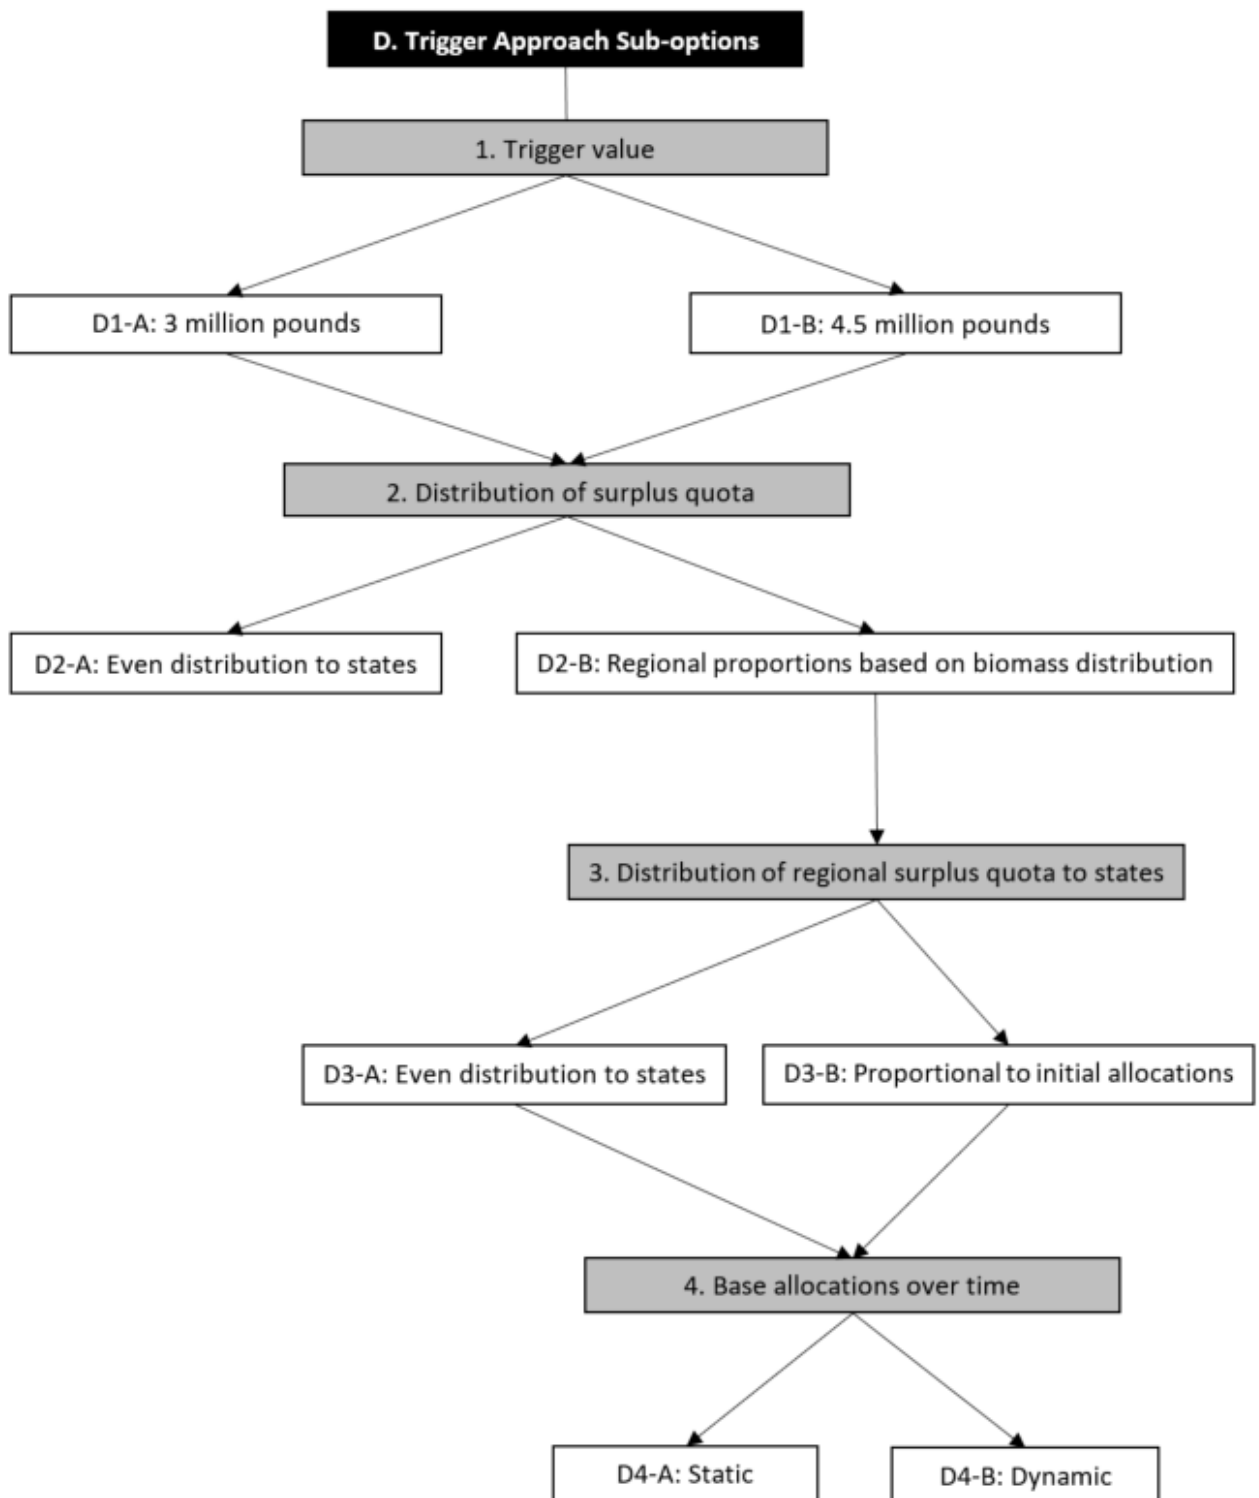 D. Trigger Approach Sub-options
1. Trigger value
D1-A: 3 million pounds
D1-B: 4.5 million pounds
2. Distribution of surplus quota
D2-A: Even distribution to states
D2-B: Regional proportions based on biomass distribution
3. Distribution of regional surplus quota to states
D3-A: Even distribution to states
D3-B: Proportional to initial allocations
4. Base allocations over time
D4-A: Static
D4-B: Dynamic